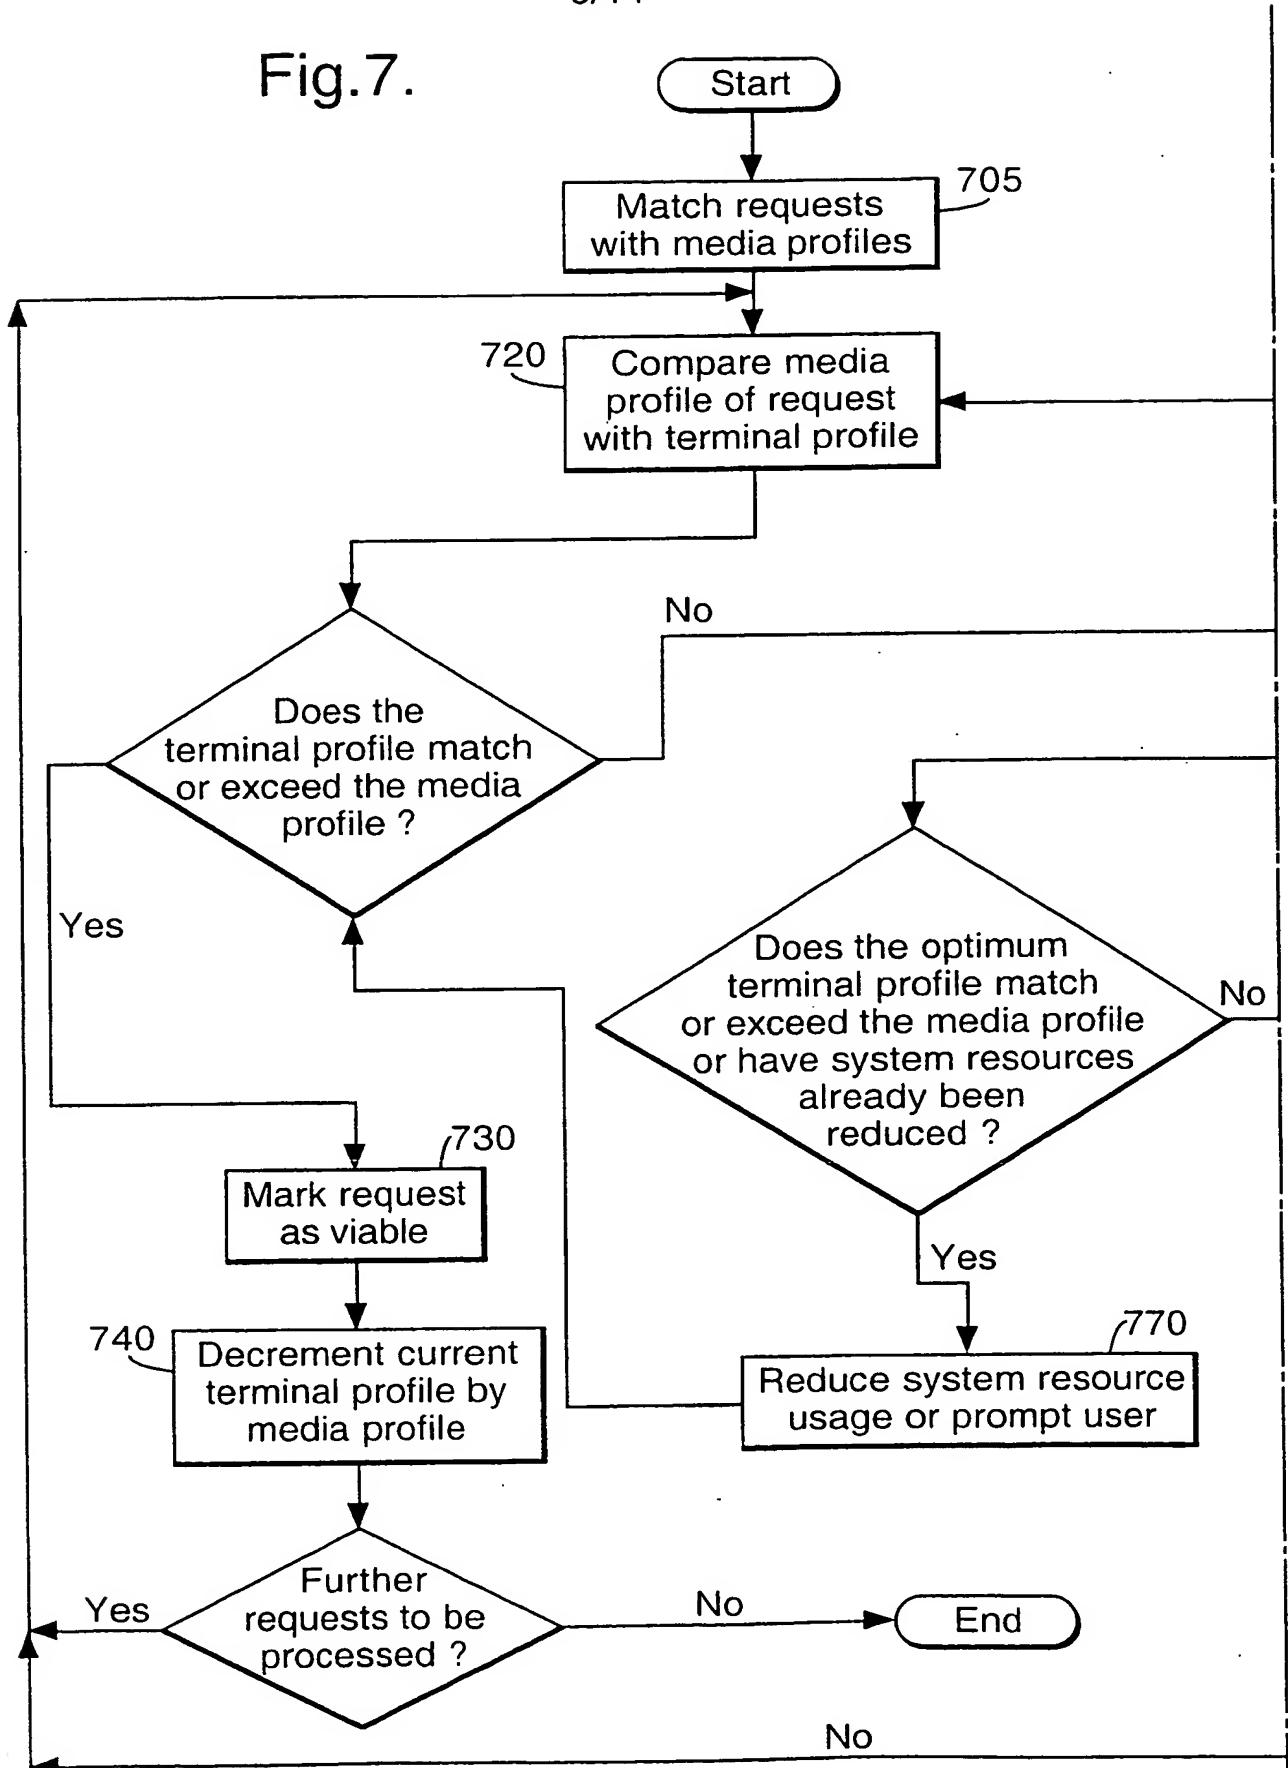 Fig.7.
Start
705
Match requests
with media profiles
720
Compare media
profile of request
with terminal profile
No
Does the
terminal profile match
or exceed the media
profile ?
Yes
Does the optimum
terminal profile match
or exceed the media profile
or have system resources
already been
reduced ?
No
730
Mark request
as viable
Yes
740
Decrement current
terminal profile by
media profile
770
Reduce system resource
usage or prompt user
Further
requests to be
processed ?
Yes
No
End
No